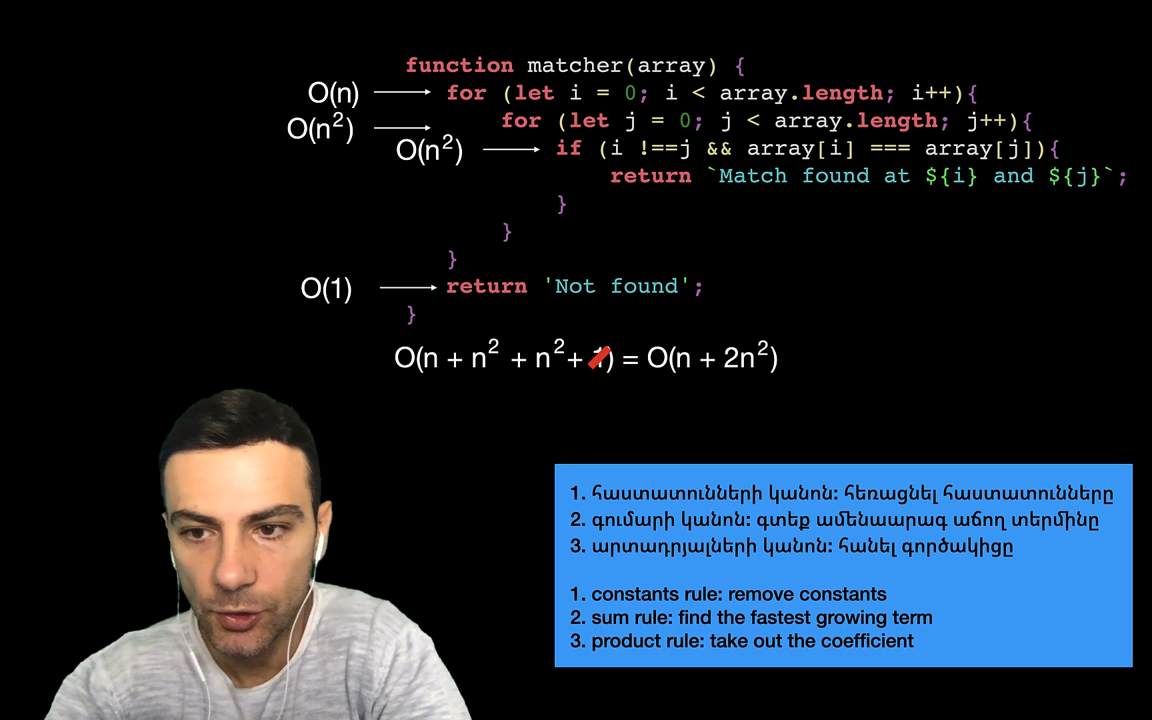 function matcher(array) {
O(n) for (let i = 0; i < array.length; i++){
O(n²) for (let j = 0; j < array.length; j++){
O(n²) if (i !==j && array[i] === array[j]){
return `Match found at ${i} and ${j}`;
}
}
}
O(1) return 'Not found';
}
O(n + n² + n²+ 1) = O(n + 2n²)
1. հաստատունների կանոն: հեռացնել հաստատունները
2. գումարի կանոն: գտեք ամենաարագ աճող տերմինը
3. արտադրյալների կանոն: հանել գործակիցը
1. constants rule: remove constants
2. sum rule: find the fastest growing term
3. product rule: take out the coefficient